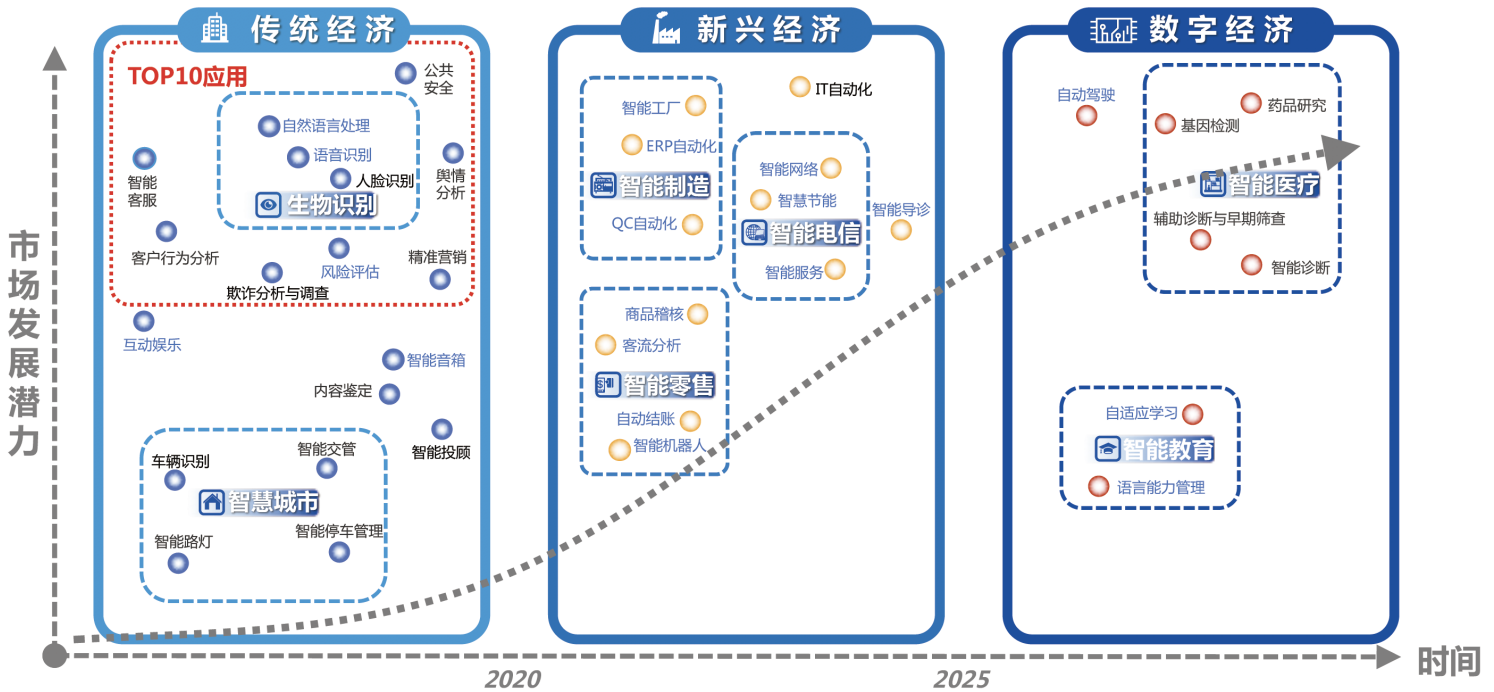 传统经济
新兴经济
数字经济
TOP10应用
公共
安全
自然语言处理
语音识别
人脸识别
生物识别
智能
客服
舆情
分析
客户行为分析
风险评估
精准营销
欺诈分析与调查
互动娱乐
智能音箱
内容鉴定
智能投顾
智能交管
车辆识别
智慧城市
智能停车管理
智能路灯
IT自动化
智能工厂
ERP自动化
智能制造
QC自动化
智能网络
智慧节能
智能电信
智能服务
智能导诊
商品稽核
客流分析
智能零售
自动结账
智能机器人
自动驾驶
药品研究
基因检测
智能医疗
辅助诊断与早期筛查
智能诊断
自适应学习
智能教育
语言能力管理
市场发展潜力
2020
2025
时间